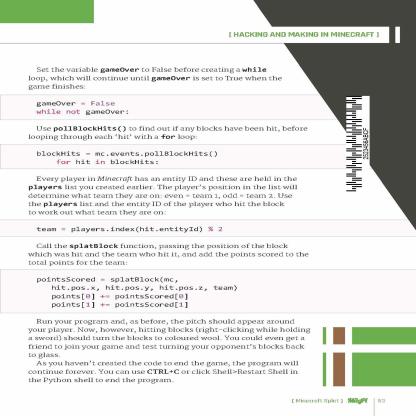 [ HACKING AND MAKING IN MINECRAFT ]
Set the variable gameOver to False before creating a while
loop, which will continue until gameOver is set to True when the
game finishes:
gameOver = False
while not gameOver:
Use pollBlockHits() to find out if any blocks have been hit, before
looping through each 'hit' with a for loop:
blockHits = mc.events.pollBlockHits()
for hit in blockHits:
Every player in Minecraft has an entity ID and these are held in the
players list you created earlier. The player's position in the list will
determine what team they are on: even = team 1, odd = team 2. Use
the players list and the entity ID of the player who hit the block
to work out what team they are on:
team = players.index(hit.entityId) % 2
Call the splatBlock function, passing the position of the block
which was hit and the team who hit it, and add the points scored to the
total points for the team:
pointsScored = splatBlock(mc,
hit.pos.x, hit.pos.y, hit.pos.z, team)
points[0] += pointsScored[0]
points[1] += pointsScored[1]
Run your program and, as before, the pitch should appear around
your player. Now, however, hitting blocks (right-clicking while holding
a sword) should turn the blocks to coloured wool. You could even get a
friend to join your game and test turning your opponent's blocks back
to glass.
As you haven't created the code to end the game, the program will
continue forever. You can use CTRL+C or click Shell>Restart Shell in
the Python shell to end the program.
[ Minecraft Splat ]